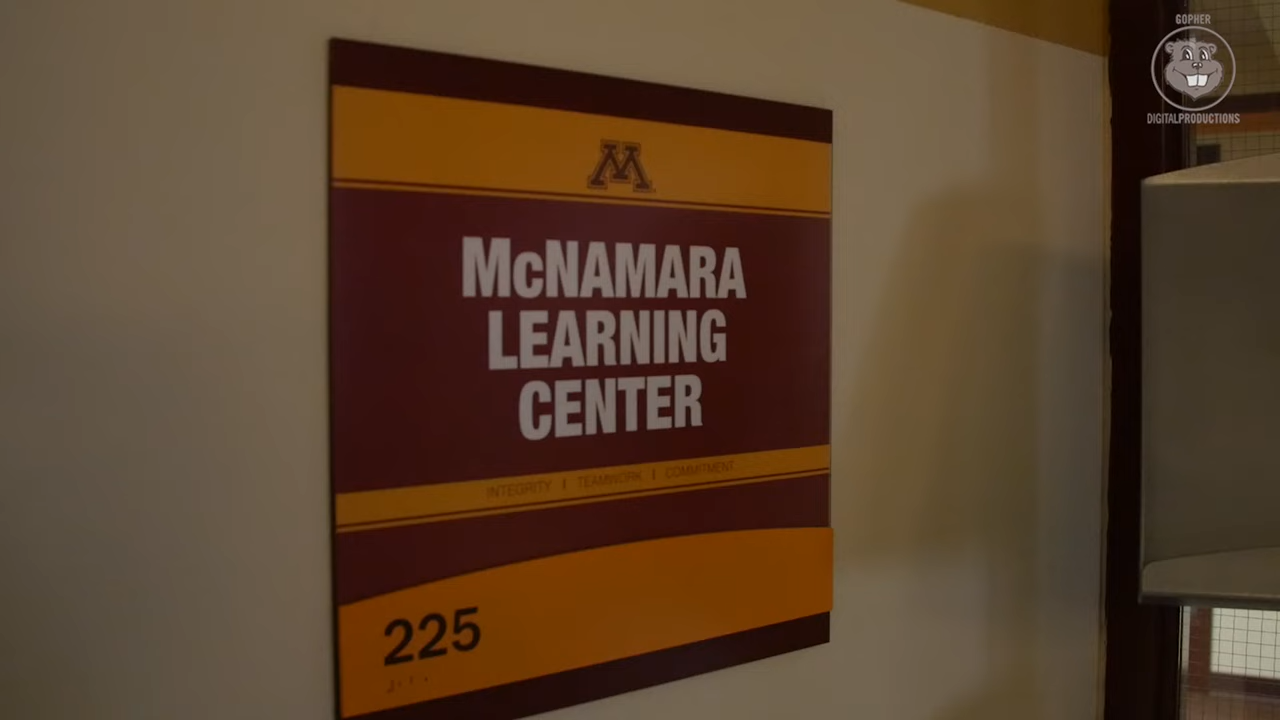 GOPHER
DIGITALPRODUCTIONS
M
McNAMARA
LEARNING
CENTER
INTEGRITY | TEAMWORK | COMMITMENT
225